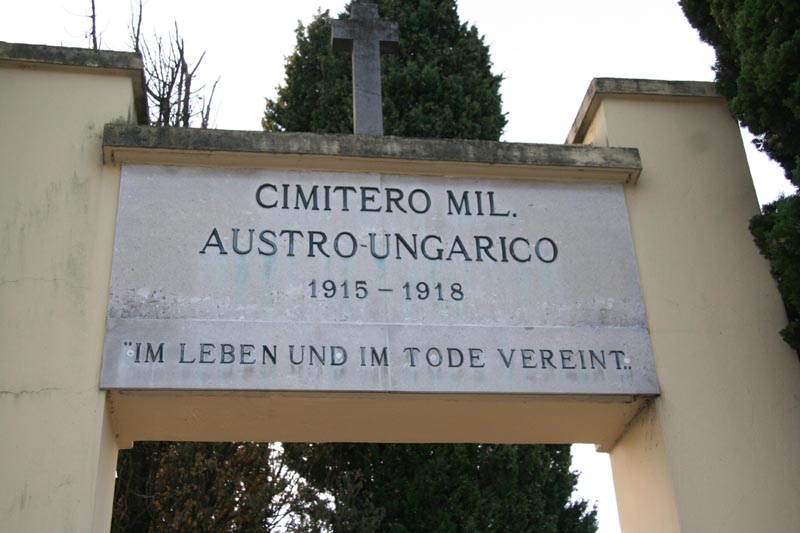 CIMITERO MIL.
AUSTRO-UNGARICO
1915-1918
"IM LEBEN UND IM TODE VEREINT„